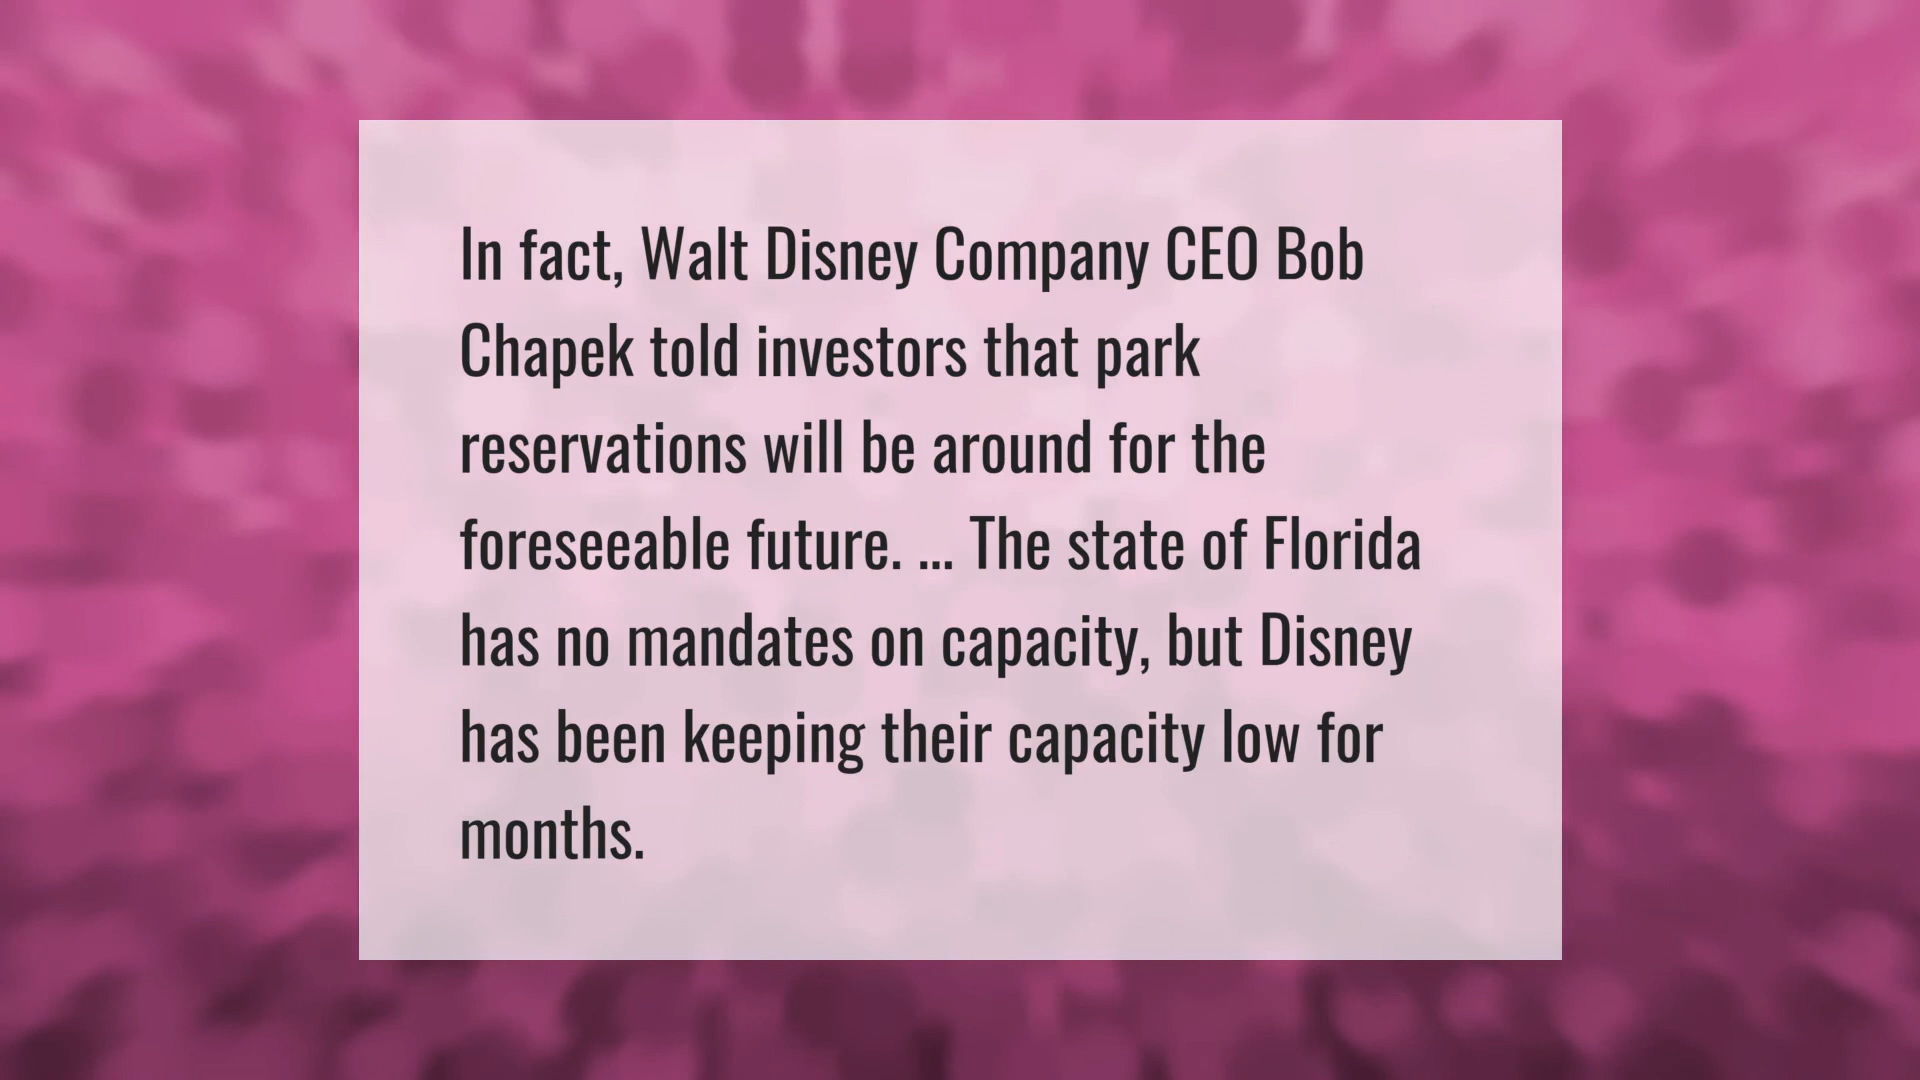 In fact, Walt Disney Company CEO Bob
Chapek told investors that park
reservations will be around for the
foreseeable future. ... The state of Florida
has no mandates on capacity, but Disney
has been keeping their capacity low for
months.